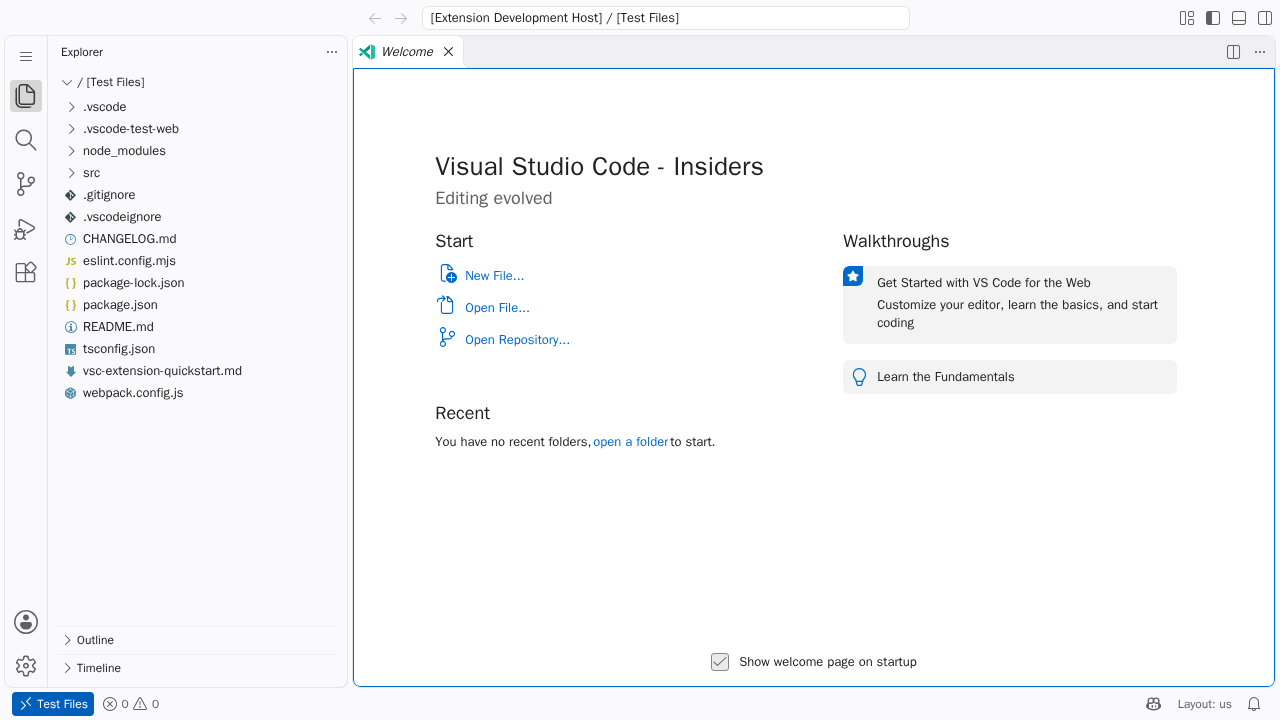 [Extension Development Host] / [Test Files]
Explorer
/ [Test Files]
.vscode
.vscode-test-web
node_modules
src
.gitignore
.vscodeignore
CHANGELOG.md
eslint.config.mjs
package-lock.json
package.json
README.md
tsconfig.json
vsc-extension-quickstart.md
webpack.config.js
Outline
Timeline
Welcome
Visual Studio Code - Insiders
Editing evolved
Start
New File...
Open File...
Open Repository...
Recent
You have no recent folders, open a folder to start.
Walkthroughs
Get Started with VS Code for the Web
Customize your editor, learn the basics, and start
coding
Learn the Fundamentals
Show welcome page on startup
Test Files
0
0
Layout: us